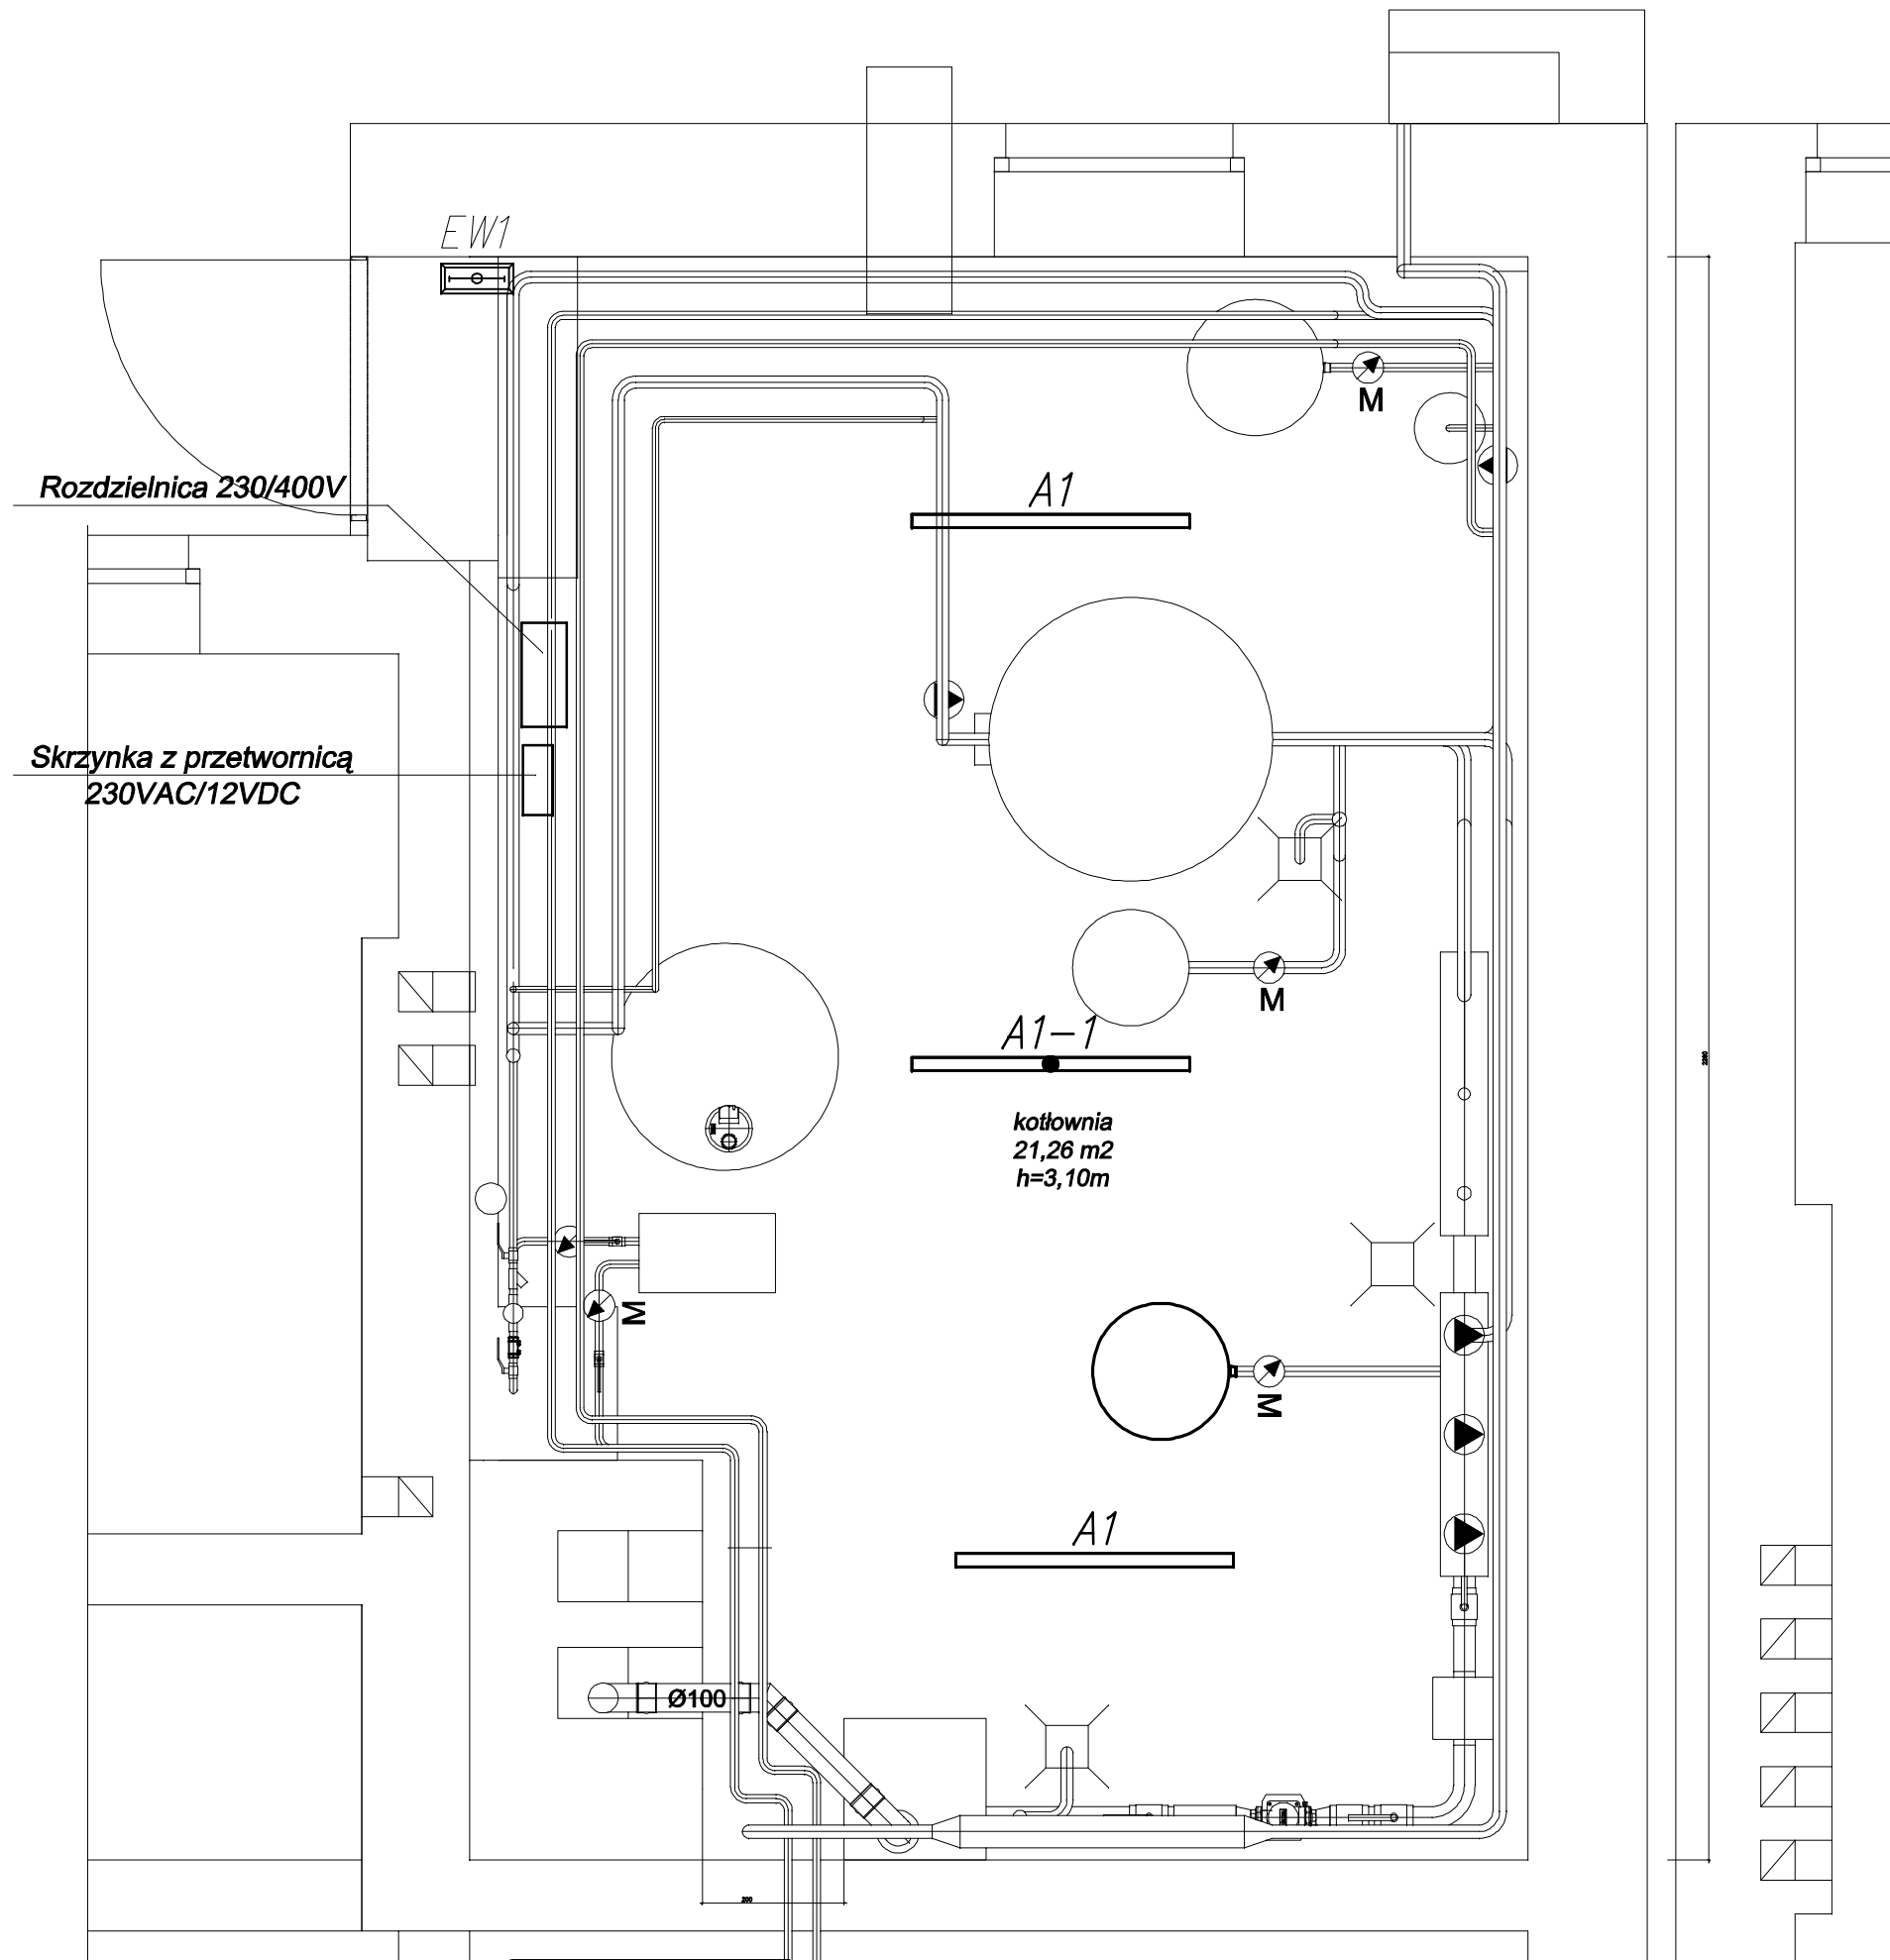 EW1
M
Rozdzielnica 230/400V
A1
Skrzynka z przetwornicą
230VAC/12VDC
M
A1-1
kotłownia
21,26 m2
h=3,10m
M
M
A1
Ø100
200